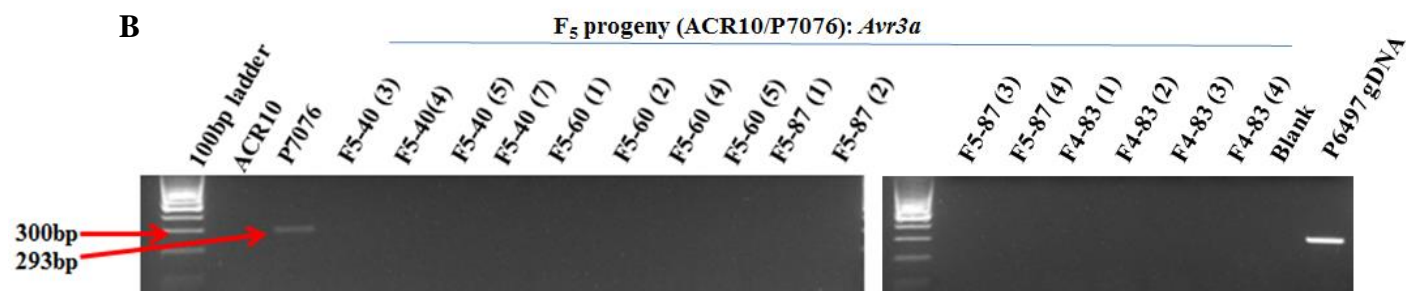 B
F5 progeny (ACR10/P7076): Avr3a
100bp ladder
ACR10
P7076
F5-40 (3)
F5-40(4)
F5-40 (5)
F5-40 (7)
F5-60 (1)
F5-60 (2)
F5-60 (4)
F5-60 (5)
F5-87 (1)
F5-87 (2)
F5-87 (3)
F5-87 (4)
F4-83 (1)
F4-83 (2)
F4-83 (3)
F4-83 (4)
Blank
P6497 gDNA
300bp
293bp